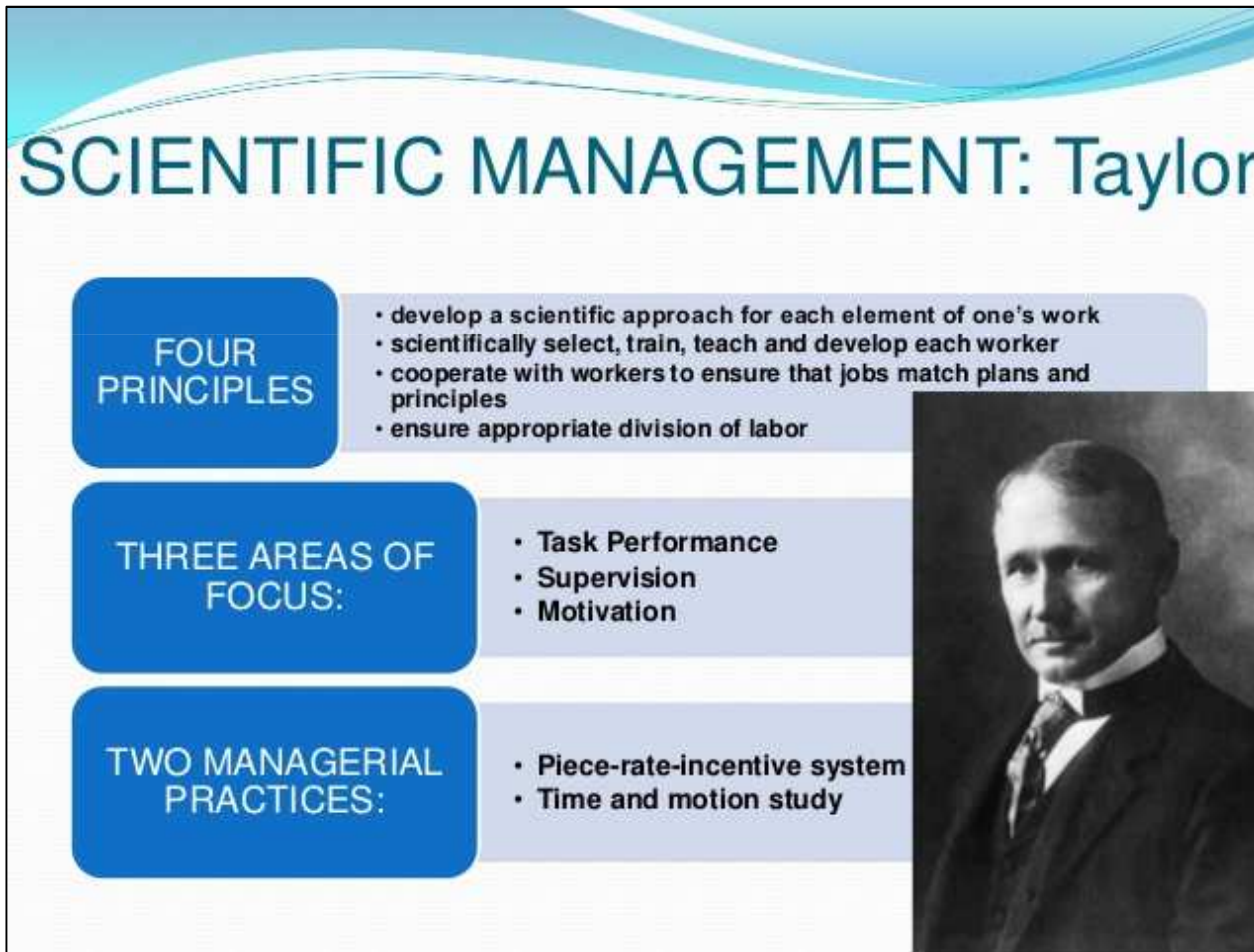 SCIENTIFIC MANAGEMENT: Taylor
FOUR
PRINCIPLES
• develop a scientific approach for each element of one's work
• scientifically select, train, teach and develop each worker
• cooperate with workers to ensure that jobs match plans and
principles
• ensure appropriate division of labor
THREE AREAS OF
FOCUS:
• Task Performance
• Supervision
• Motivation
TWO MANAGERIAL
PRACTICES:
• Piece-rate-incentive system
• Time and motion study